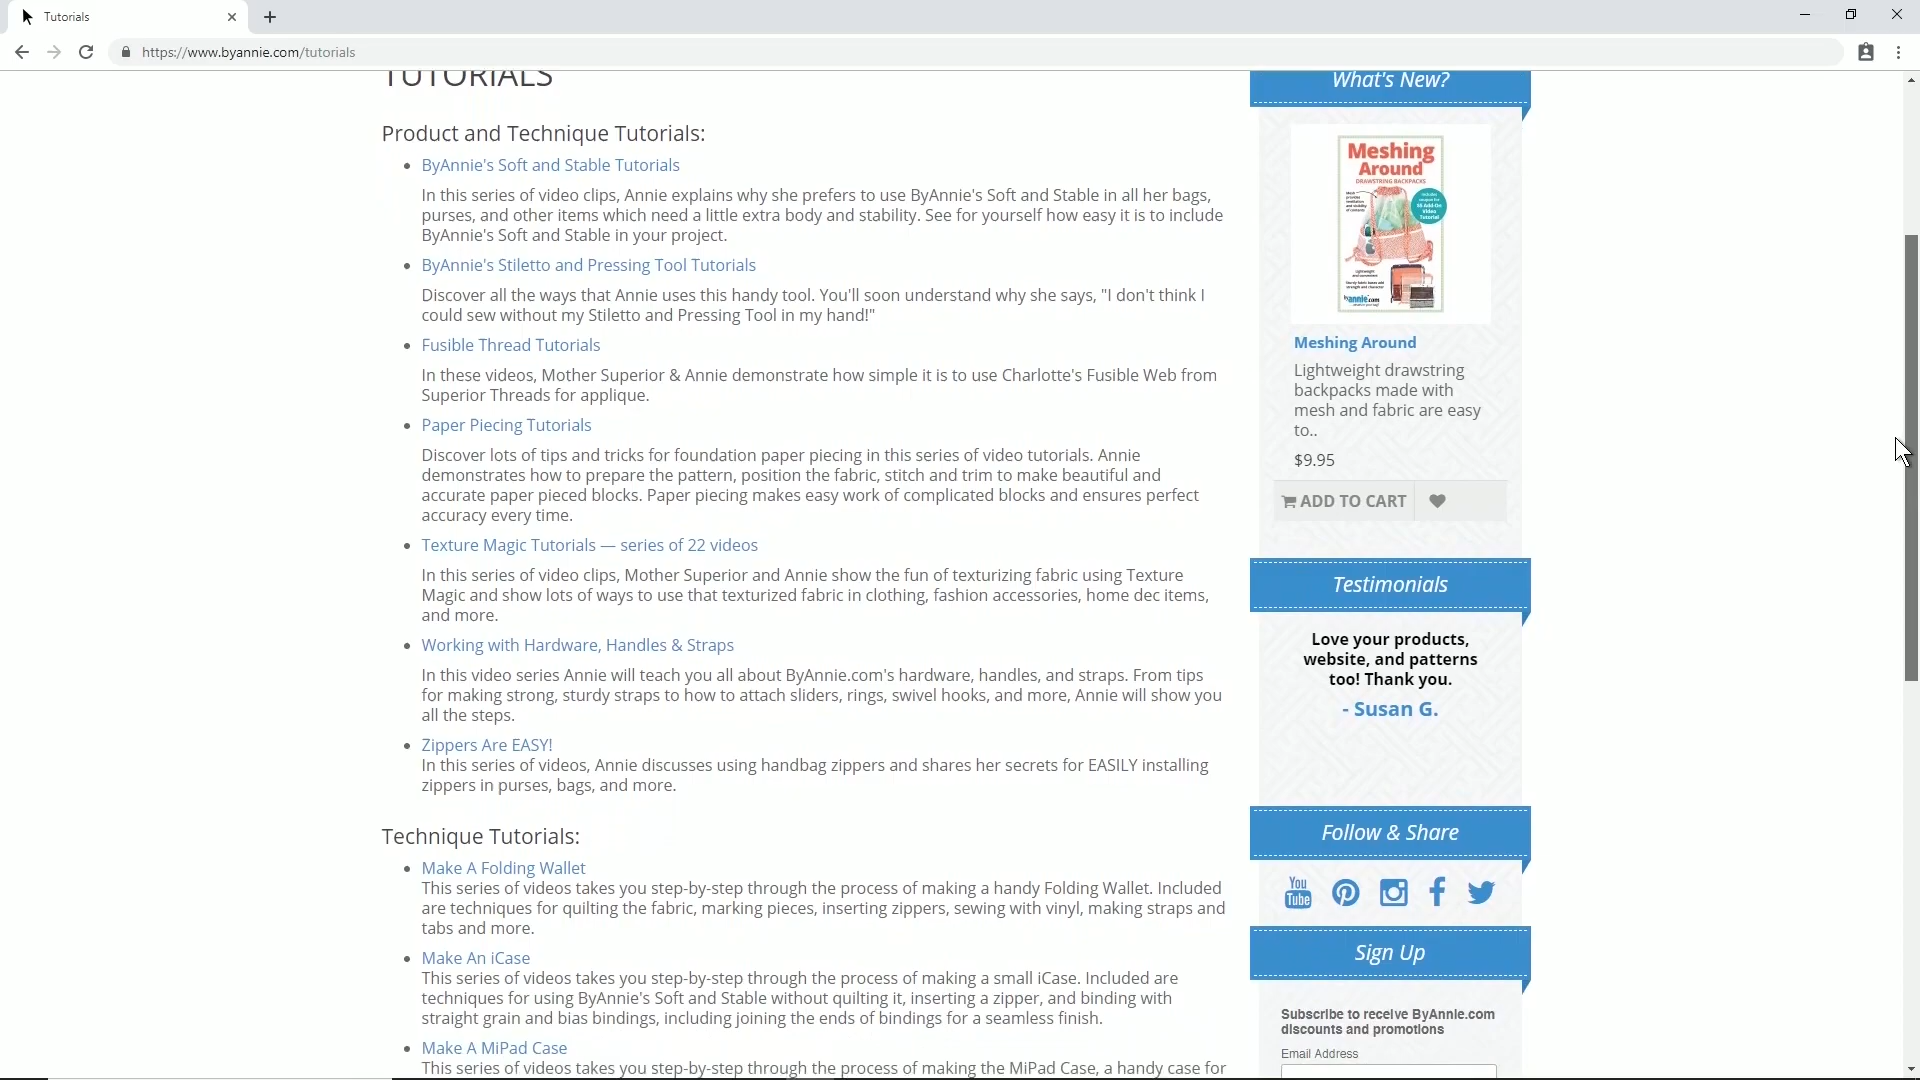 Tutorials
https://www.byannie.com/tutorials
TUTORIALS
Product and Technique Tutorials:
ByAnnie's Soft and Stable Tutorials
In this series of video clips, Annie explains why she prefers to use ByAnnie's Soft and Stable in all her bags,
purses, and other items which need a little extra body and stability. See for yourself how easy it is to include
ByAnnie's Soft and Stable in your project.
ByAnnie's Stiletto and Pressing Tool Tutorials
Discover all the ways that Annie uses this handy tool. You'll soon understand why she says, "I don't think I
could sew without my Stiletto and Pressing Tool in my hand!"
Fusible Thread Tutorials
In these videos, Mother Superior & Annie demonstrate how simple it is to use Charlotte's Fusible Web from
Superior Threads for applique.
Paper Piecing Tutorials
Discover lots of tips and tricks for foundation paper piecing in this series of video tutorials. Annie
demonstrates how to prepare the pattern, position the fabric, stitch and trim to make beautiful and
accurate paper pieced blocks. Paper piecing makes easy work of complicated blocks and ensures perfect
accuracy every time.
Texture Magic Tutorials — series of 22 videos
In this series of video clips, Mother Superior and Annie show the fun of texturizing fabric using Texture
Magic and show lots of ways to use that texturized fabric in clothing, fashion accessories, home dec items,
and more.
Working with Hardware, Handles & Straps
In this video series Annie will teach you all about ByAnnie.com's hardware, handles, and straps. From tips
for making strong, sturdy straps to how to attach sliders, rings, swivel hooks, and more, Annie will show you
all the steps.
Zippers Are EASY!
In this series of videos, Annie discusses using handbag zippers and shares her secrets for EASILY installing
zippers in purses, bags, and more.
Technique Tutorials:
Make A Folding Wallet
This series of videos takes you step-by-step through the process of making a handy Folding Wallet. Included
are techniques for quilting the fabric, marking pieces, inserting zippers, sewing with vinyl, making straps and
tabs and more.
Make An iCase
This series of videos takes you step-by-step through the process of making a small iCase. Included are
techniques for using ByAnnie's Soft and Stable without quilting it, inserting a zipper, and binding with
straight grain and bias bindings, including joining the ends of bindings for a seamless finish.
Make A MiPad Case
This series of videos takes you step-by-step through the process of making the MiPad Case, a handy case for
What's New?
Meshing
Around
DRAWSTRING BACKPACKS
byannie.com
Meshing Around
Lightweight drawstring
backpacks made with
mesh and fabric are easy
to..
$9.95
ADD TO CART
Testimonials
Love your products,
website, and patterns
too! Thank you.
- Susan G.
Follow & Share
You
Tube
Sign Up
Subscribe to receive ByAnnie.com
discounts and promotions
Email Address